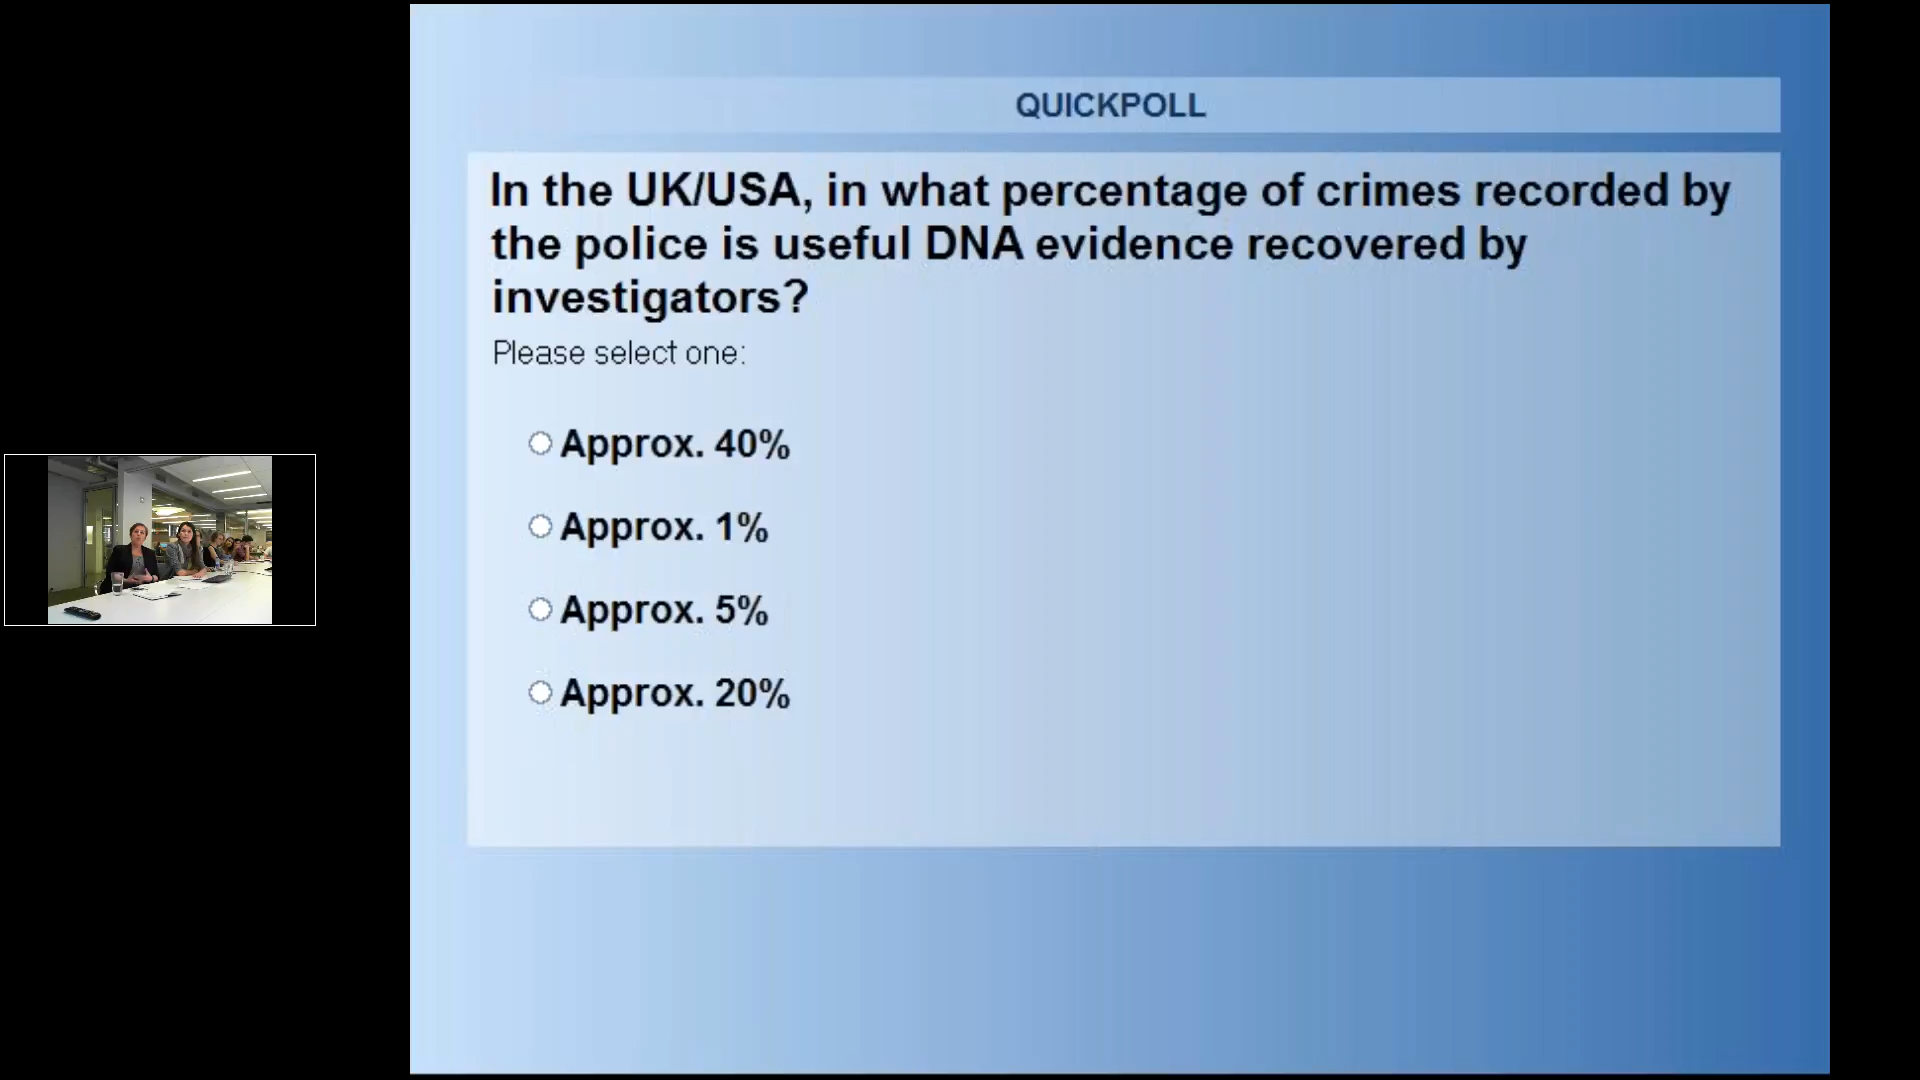 QUICKPOLL
In the UK/USA, in what percentage of crimes recorded by
the police is useful DNA evidence recovered by
investigators?
Please select one:
Approx. 40%
Approx. 1%
Approx. 5%
Approx. 20%